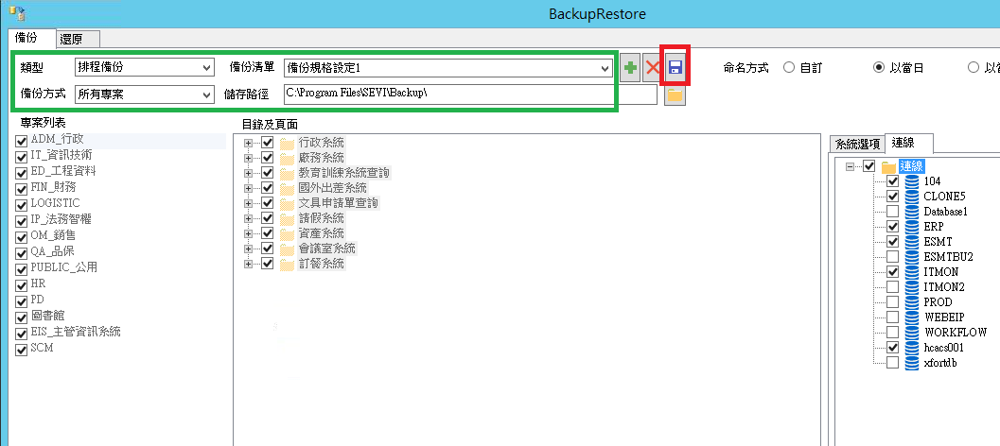 BackupRestore
備份 還原
類型 排程備份 備份清單 備份規格設定1 命名方式 自訂 以當日 以
備份方式 所有專案 儲存路徑 C:\Program Files\SEVI\Backup\
專案列表
ADM_行政
IT_資訊技術
ED_工程資料
FIN_財務
LOGISTIC
IP_法務智權
OM_銷售
QA_品保
PUBLIC_公用
HR
PD
圖書館
EIS_主管資訊系統
SCM
目錄及頁面
行政系統
廠務系統
教育訓練系統查詢
國外出差系統
文具申請單查詢
請假系統
資產系統
會議室系統
訂餐系統
系統選項 連線
連線
104
CLONE5
Database1
ERP
ESMT
ESMTBU2
ITMON
ITMON2
PROD
WEBEIP
WORKFLOW
hcacs001
xfortdb